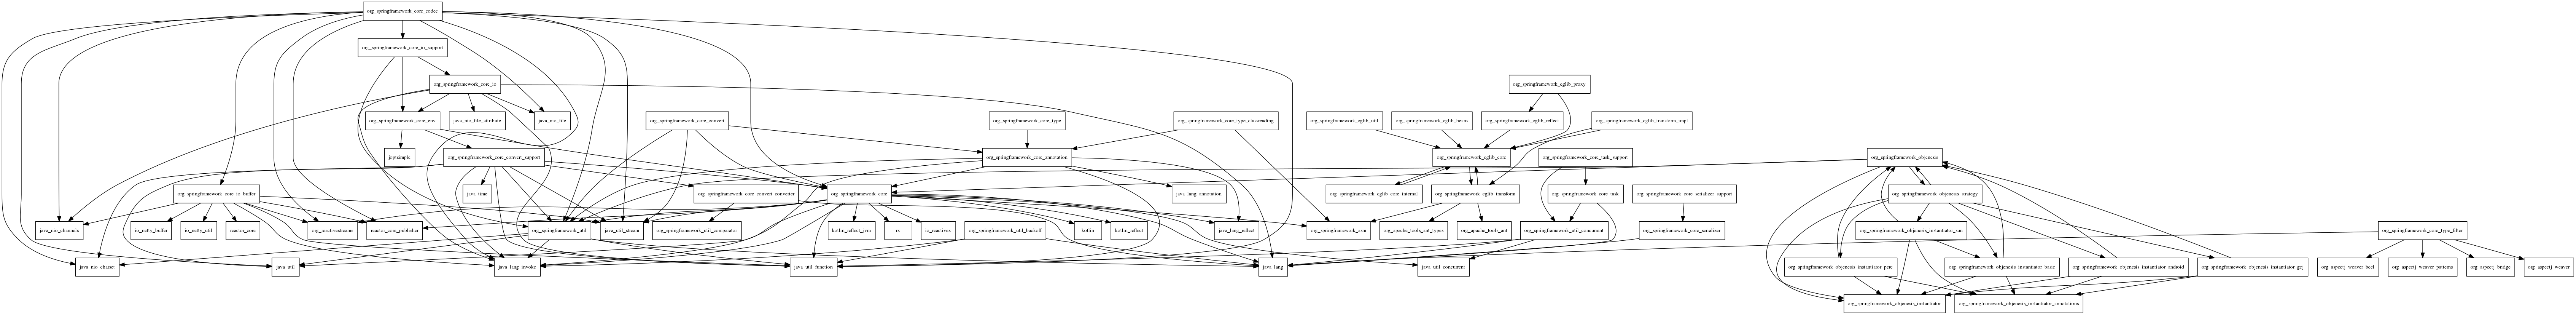 org_springframework_core_codec
org_springframework_core_io_support
org_springframework_core_io
org_springframework_cglib_proxy
org_springframework_core_env
java_nio_file_attribute
java_nio_file
org_springframework_core_convert
org_springframework_core_type
org_springframework_core_type_classreading
org_springframework_cglib_util
org_springframework_cglib_beans
org_springframework_cglib_reflect
org_springframework_cglib_transform_impl
joptsimple
org_springframework_core_convert_support
org_springframework_core_annotation
org_springframework_cglib_core
org_springframework_core_task_support
org_springframework_objenesis
org_springframework_core_io_buffer
java_time
org_springframework_core_convert_converter
org_springframework_core
java_lang_annotation
org_springframework_cglib_core_internal
org_springframework_cglib_transform
org_springframework_core_task
org_springframework_core_serializer_support
org_springframework_objenesis_strategy
java_nio_channels
io_netty_buffer
io_netty_util
reactor_core
org_reactivestreams
reactor_core_publisher
org_springframework_util
java_util_stream
org_springframework_util_comparator
kotlin_reflect_jvm
rx
io_reactivex
org_springframework_util_backoff
kotlin
kotlin_reflect
java_lang_reflect
org_springframework_asm
org_apache_tools_ant_types
org_apache_tools_ant
org_springframework_util_concurrent
org_springframework_core_serializer
org_springframework_objenesis_instantiator_sun
org_springframework_core_type_filter
java_nio_charset
java_util
java_lang_invoke
java_util_function
java_lang
java_util_concurrent
org_springframework_objenesis_instantiator_perc
org_springframework_objenesis_instantiator_basic
org_springframework_objenesis_instantiator_android
org_springframework_objenesis_instantiator_gcj
org_aspectj_weaver_bcel
org_aspectj_weaver_patterns
org_aspectj_bridge
org_aspectj_weaver
org_springframework_objenesis_instantiator
org_springframework_objenesis_instantiator_annotations